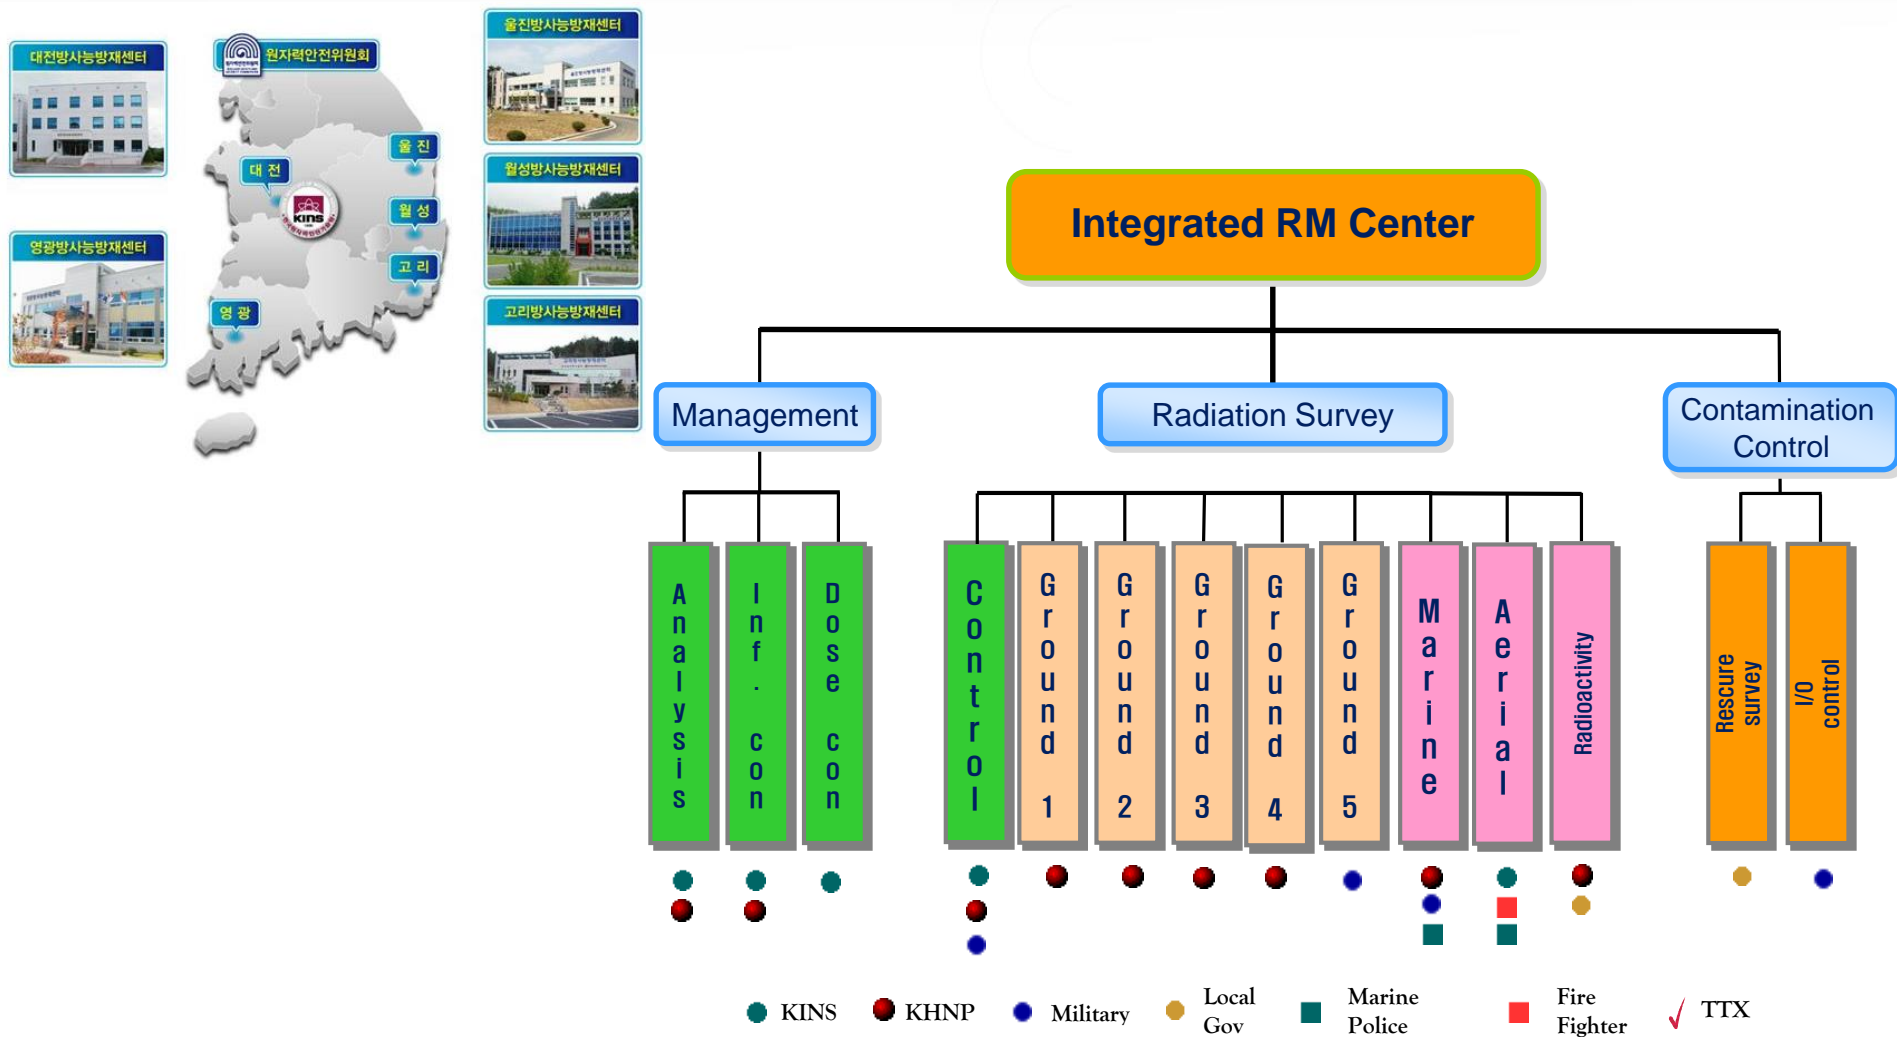 대전방사능방재센터
원자력안전위원회
울진방사능방재센터
울진
대전
KINS
월성방사능방재센터
월성
영광방사능방재센터
고리
영광
고리방사능방재센터
Integrated RM Center
Management
Radiation Survey
Contamination
Control
Analysis
Inf. con
Dose con
Control
Ground 1
Ground 2
Ground 3
Ground 4
Ground 5
Marine
Aerial
Radioactivity
Rescure
survey
I/O
control
KINS
KHNP
Military
Local
Gov
Marine
Police
Fire
Fighter
TTX